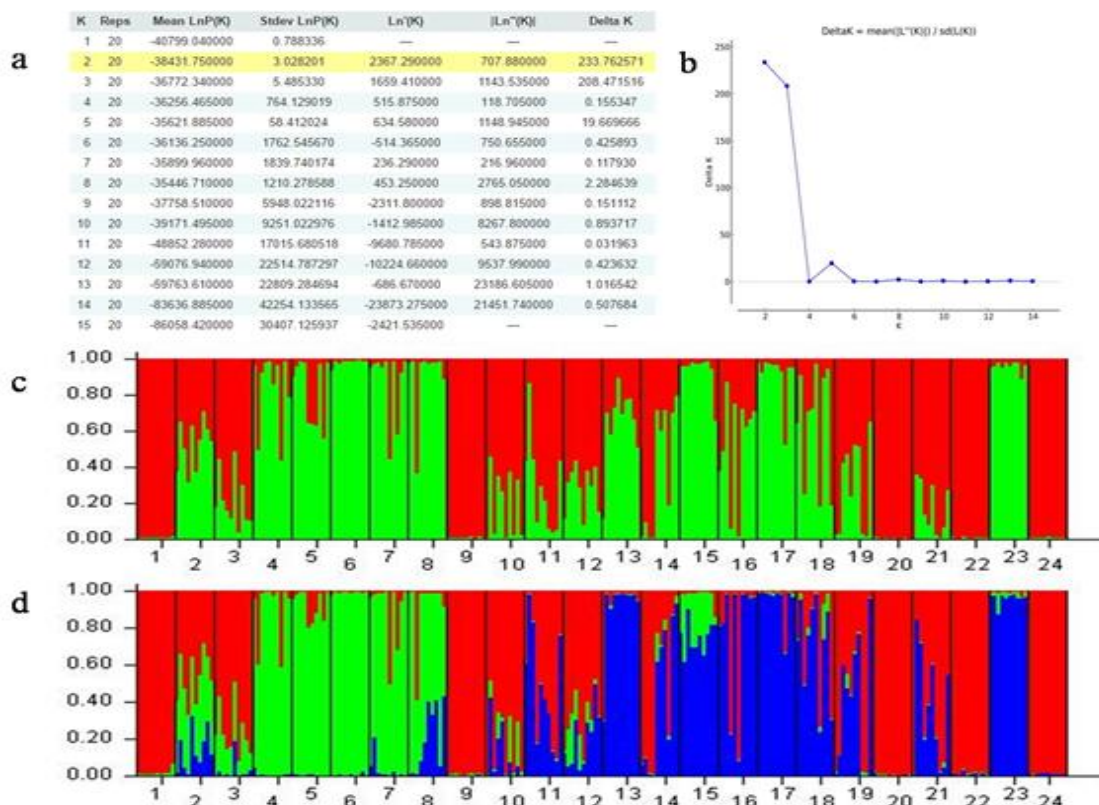 a
K Reps Mean LnP(K) Stdev LnP(K) Ln'(K) |Ln''(K)| Delta K
1 20 -40799.040000 0.788336 — — —
2 20 -38431.750000 3.028201 2367.290000 707.880000 233.762571
3 20 -36772.340000 5.485330 1659.410000 1143.535000 208.471516
4 20 -36256.465000 764.129019 515.875000 118.705000 0.155347
5 20 -35621.885000 58.412024 634.580000 1148.945000 19.669666
6 20 -36136.250000 1762.545670 -514.365000 750.655000 0.425893
7 20 -35899.960000 1839.740174 236.290000 216.960000 0.117930
8 20 -35446.710000 1210.278588 453.250000 2765.050000 2.284639
9 20 -37758.510000 5948.022116 -2311.800000 898.815000 0.151112
10 20 -39171.495000 9251.022976 -1412.985000 8267.800000 0.893717
11 20 -48852.280000 17015.680518 -9680.785000 543.875000 0.031963
12 20 -59076.940000 22514.787297 -10224.660000 9537.990000 0.423632
13 20 -59763.610000 22809.284694 -686.670000 23186.605000 1.016542
14 20 -83636.885000 42254.133565 -23873.275000 21451.740000 0.507684
15 20 -86058.420000 30407.125937 -2421.535000 — —
b
DeltaK = mean(|L''(K)|) / sd(L(K))
250
200
150
100
50
0
Delta K
2 4 6 8 10 12 14
K
c
1.00
0.80
0.60
0.40
0.20
0.00
1 2 3 4 5 6 7 8 9 10 11 12 13 14 15 16 17 18 19 20 21 22 23 24
d
1.00
0.80
0.60
0.40
0.20
0.00
1 2 3 4 5 6 7 8 9 10 11 12 13 14 15 16 17 18 19 20 21 22 23 24